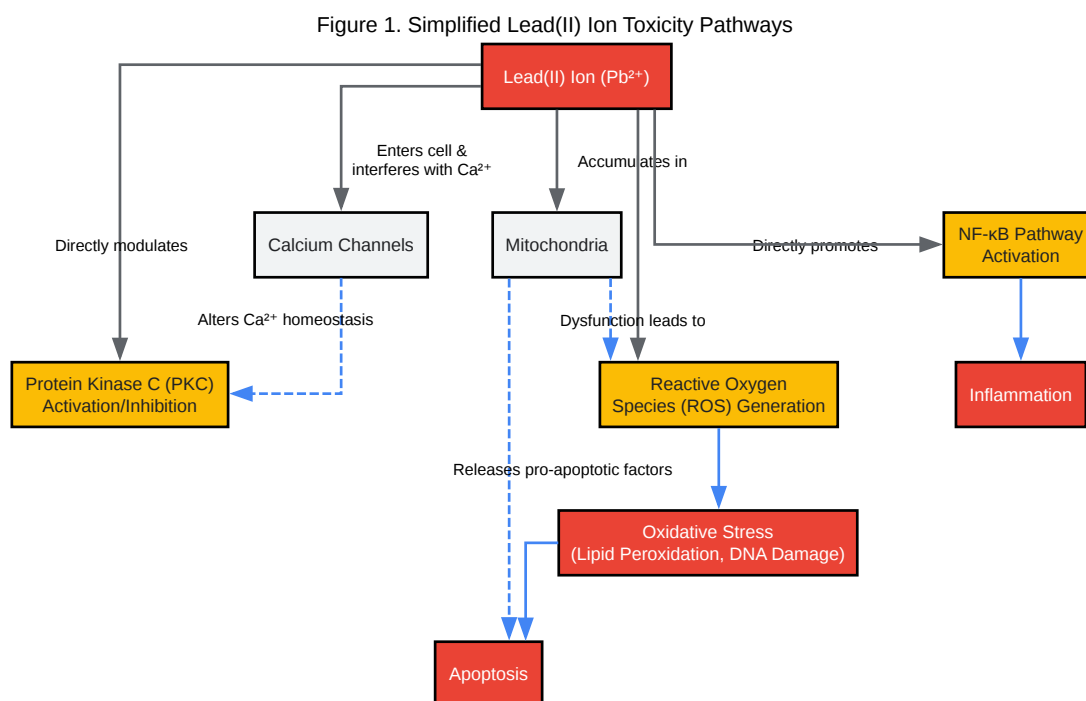 Figure 1. Simplified Lead(II) Ion Toxicity Pathways
Lead(II) Ion (Pb²⁺)
Enters cell &
interferes with Ca²⁺
Accumulates in
Calcium Channels
Mitochondria
NF-κB Pathway
Activation
Directly modulates
Directly promotes
Alters Ca²⁺ homeostasis
Dysfunction leads to
Protein Kinase C (PKC)
Activation/Inhibition
Reactive Oxygen
Species (ROS) Generation
Inflammation
Releases pro-apoptotic factors
Oxidative Stress
(Lipid Peroxidation, DNA Damage)
Apoptosis